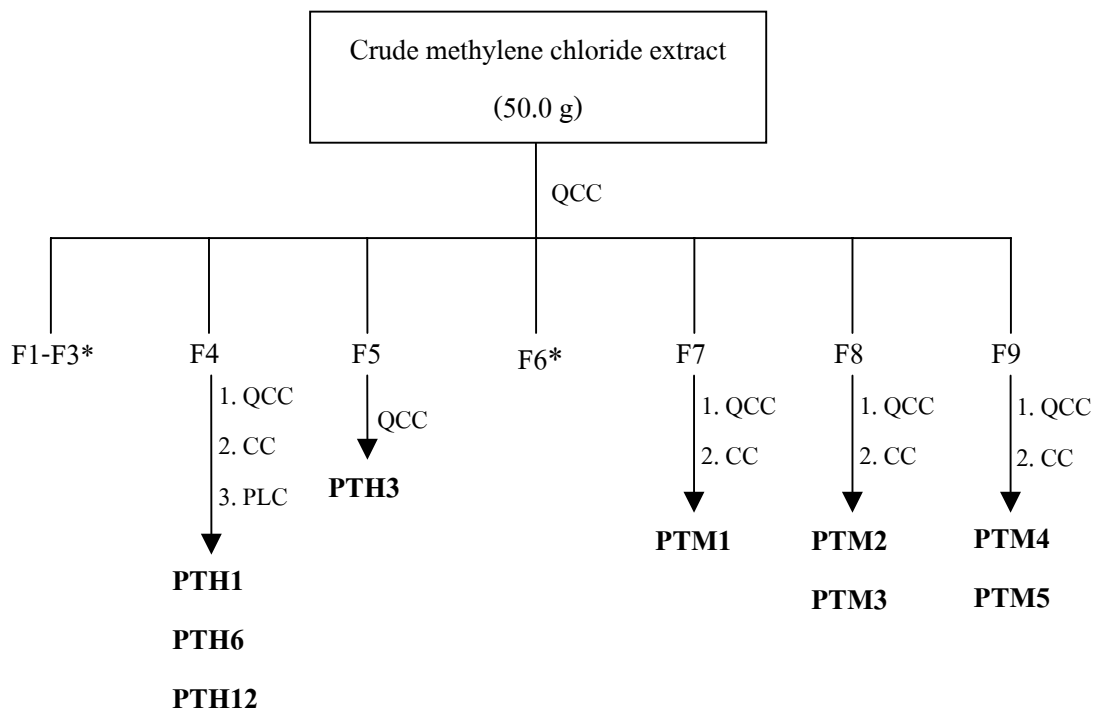 Crude methylene chloride extract
(50.0 g)
QCC
F1-F3*
F4
F5
F6*
F7
F8
F9
1. QCC
2. CC
3. PLC
PTH1
PTH6
PTH12
QCC
PTH3
1. QCC
2. CC
PTM1
1. QCC
2. CC
PTM2
PTM3
1. QCC
2. CC
PTM4
PTM5